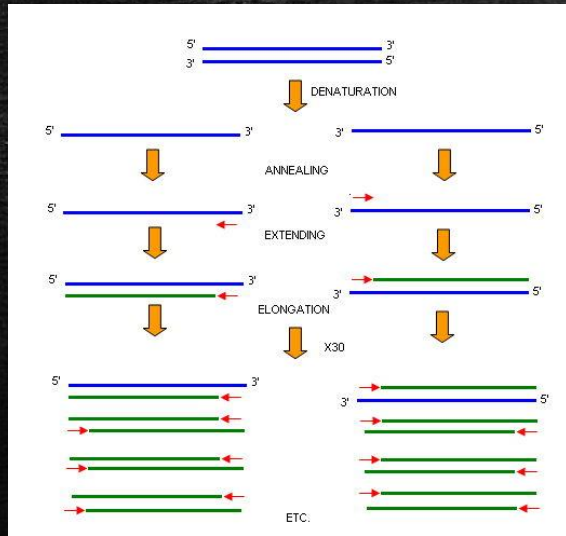 5' 3'
3' 5'
DENATURATION
5' 3' 3' 5'
ANNEALING
5' 3' 3' 5'
EXTENDING
5' 3' 3' 5'
ELONGATION
X30
5' 3' 3' 5'
ETC.